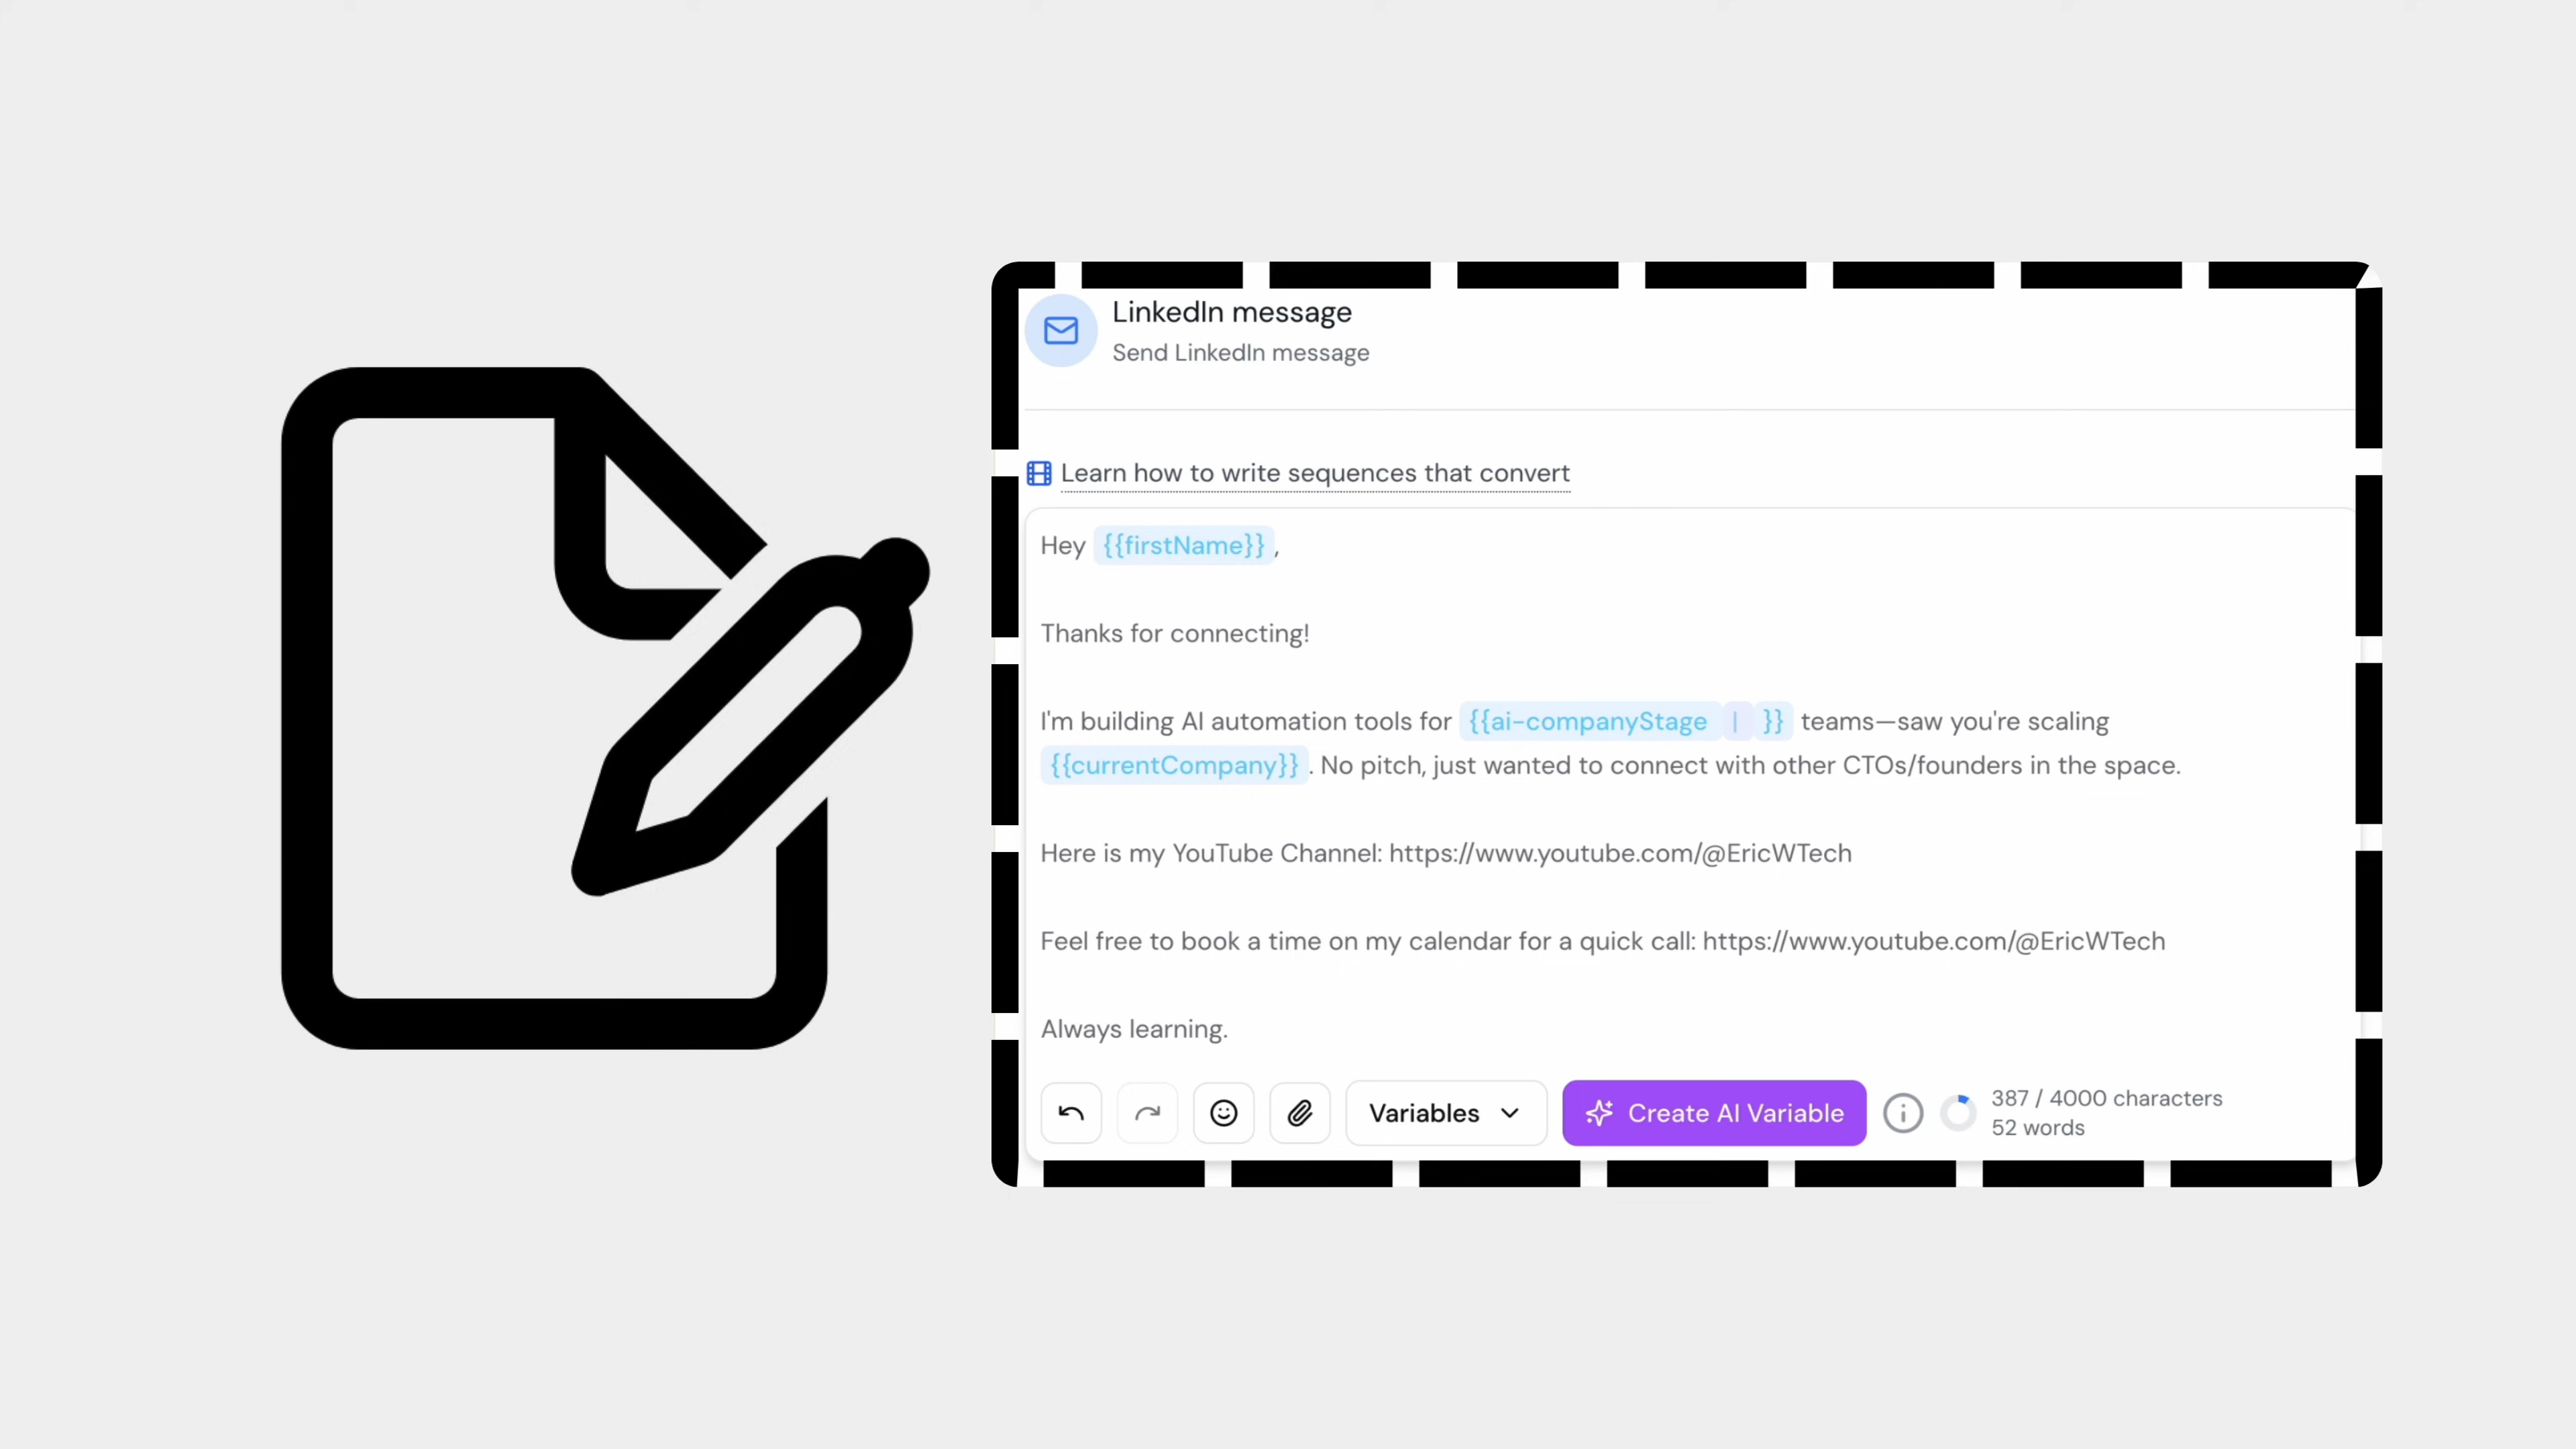 LinkedIn message
Send LinkedIn message
Learn how to write sequences that convert
Hey {{firstName}} ,
Thanks for connecting!
I'm building AI automation tools for {{ai-companyStage | }} teams—saw you're scaling
{{currentCompany}} . No pitch, just wanted to connect with other CTOs/founders in the space.
Here is my YouTube Channel: https://www.youtube.com/@EricWTech
Feel free to book a time on my calendar for a quick call: https://www.youtube.com/@EricWTech
Always learning.
Variables
Create AI Variable
387 / 4000 characters
52 words